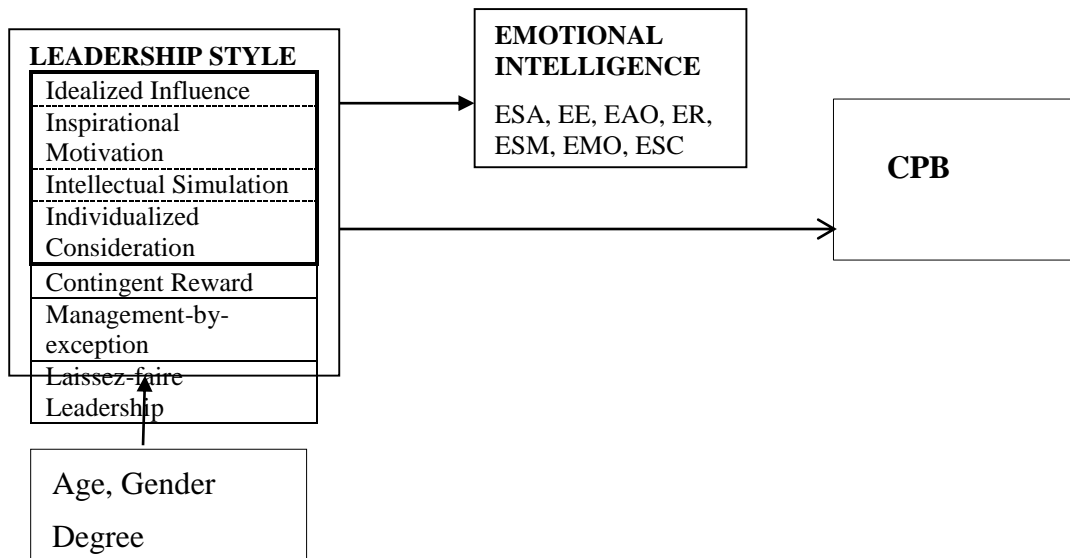 LEADERSHIP STYLE
Idealized Influence
Inspirational
Motivation
Intellectual Simulation
Individualized
Consideration
Contingent Reward
Management-by-
exception
Laissez-faire
Leadership
EMOTIONAL
INTELLIGENCE
ESA, EE, EAO, ER,
ESM, EMO, ESC
CPB
Age, Gender
Degree